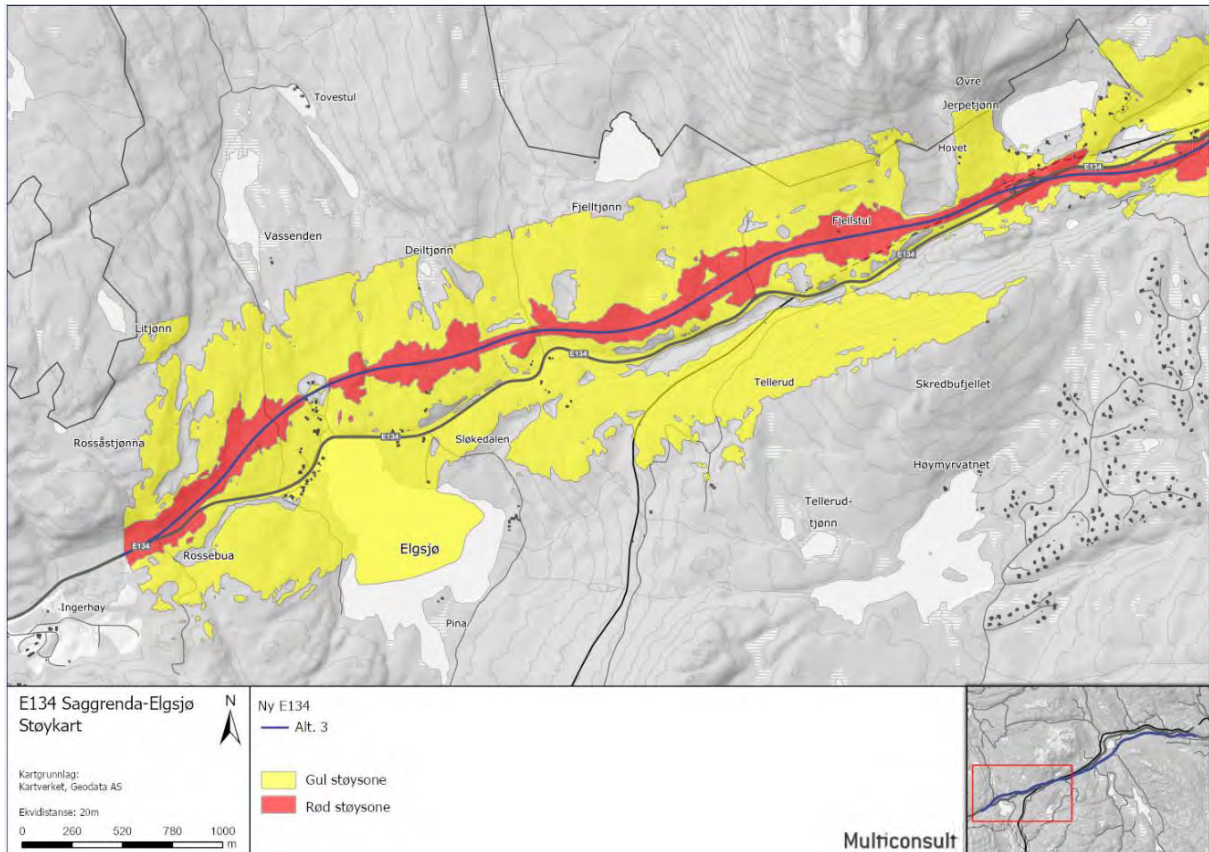 Øvre
Jerpetjønn
Tovestul
Hovet
E134
Fjelltjønn
Fjellstul
Vassenden
Deiltjønn
E134
Litjønn
E134
Tellerud
Skredbufjellet
Rossåstjønna
E134
Sløkedalen
Høymyrvatnet
Tellerud-
tjønn
E134
Rossebua
Elgsjø
Ingerhøy
Pina
E134 Saggrenda-Elgsjø
Støykart
N
Kartgrunnlag:
Kartverket, Geodata AS
Ekvidistanse: 20m
0 260 520 780 1000
m
Ny E134
Alt. 3
Gul støysone
Rød støysone
Multiconsult